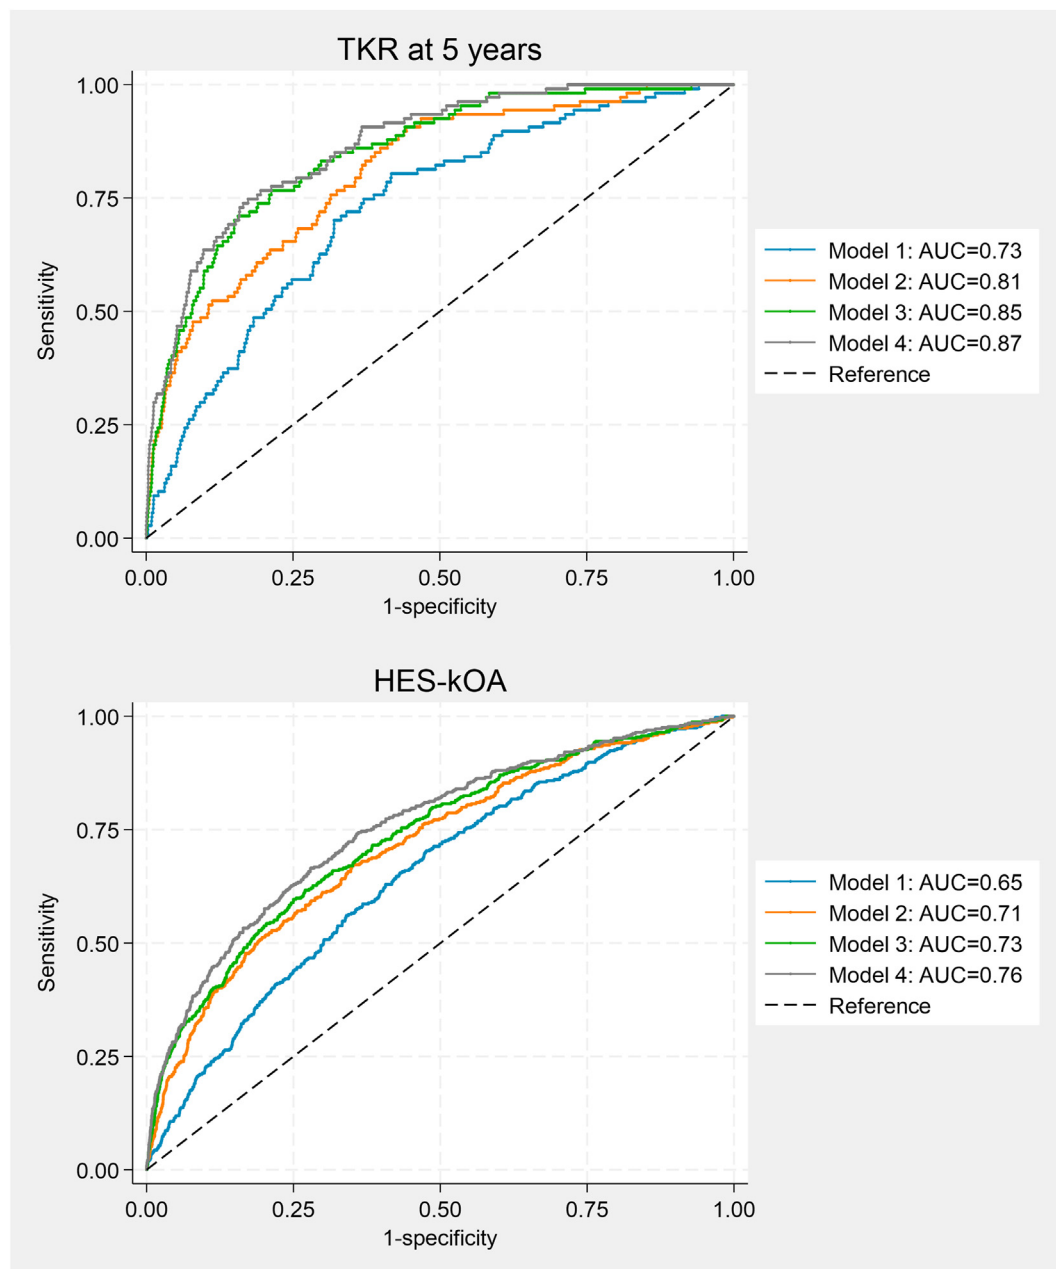 TKR at 5 years
1.00
0.75
0.50
0.25
0.00
Sensitivity
0.00 0.25 0.50 0.75 1.00
1-specificity
Model 1: AUC=0.73
Model 2: AUC=0.81
Model 3: AUC=0.85
Model 4: AUC=0.87
Reference
HES-kOA
1.00
0.75
0.50
0.25
0.00
Sensitivity
0.00 0.25 0.50 0.75 1.00
1-specificity
Model 1: AUC=0.65
Model 2: AUC=0.71
Model 3: AUC=0.73
Model 4: AUC=0.76
Reference